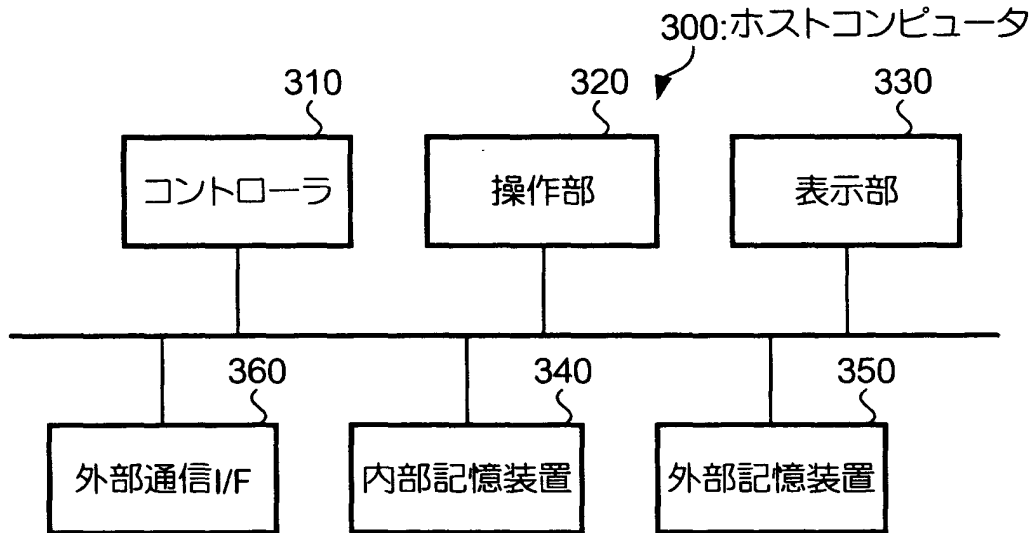 300:ホストコンピュータ
310
320
330
コントローラ
操作部
表示部
360
340
350
外部通信I/F
内部記憶装置
外部記憶装置